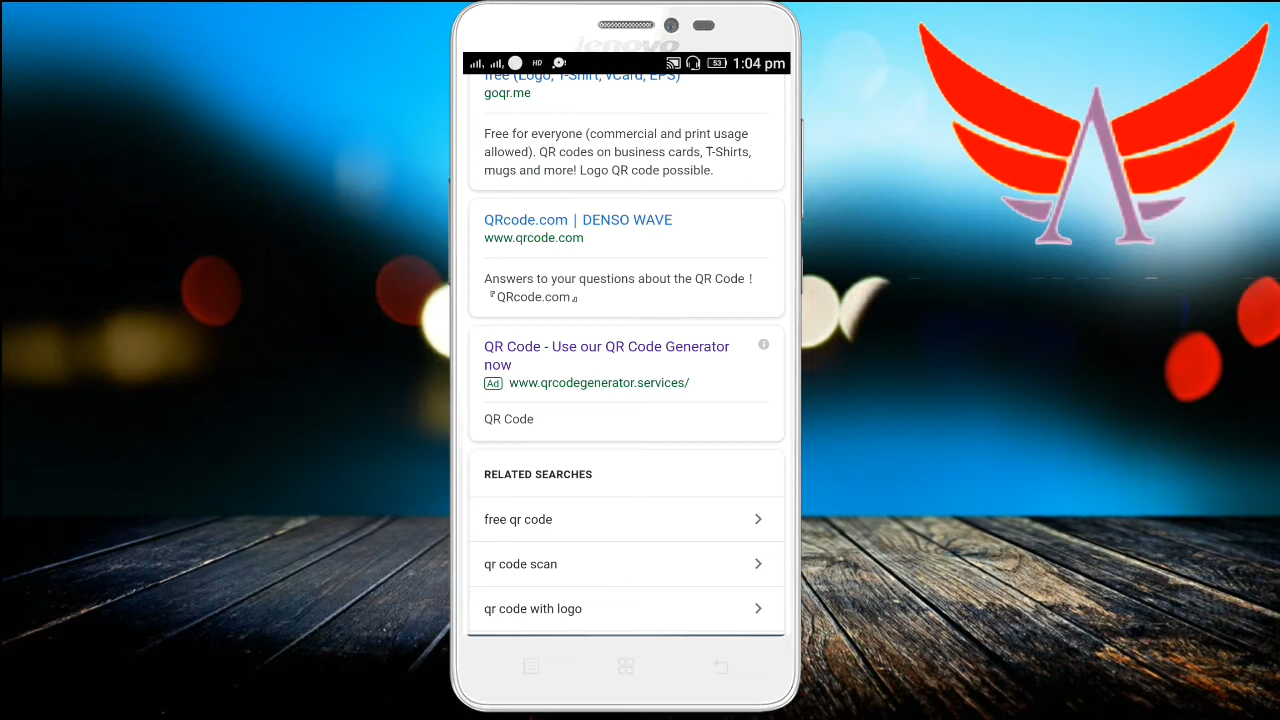 lenovo
HD
53
1:04 pm
free (Logo, T-Shirt, vCard, EPS)
goqr.me
Free for everyone (commercial and print usage
allowed). QR codes on business cards, T-Shirts,
mugs and more! Logo QR code possible.
QRcode.com | DENSO WAVE
www.qrcode.com
Answers to your questions about the QR Code！
『QRcode.com』
QR Code - Use our QR Code Generator
now
Ad www.qrcodegenerator.services/
QR Code
RELATED SEARCHES
free qr code
qr code scan
qr code with logo
A